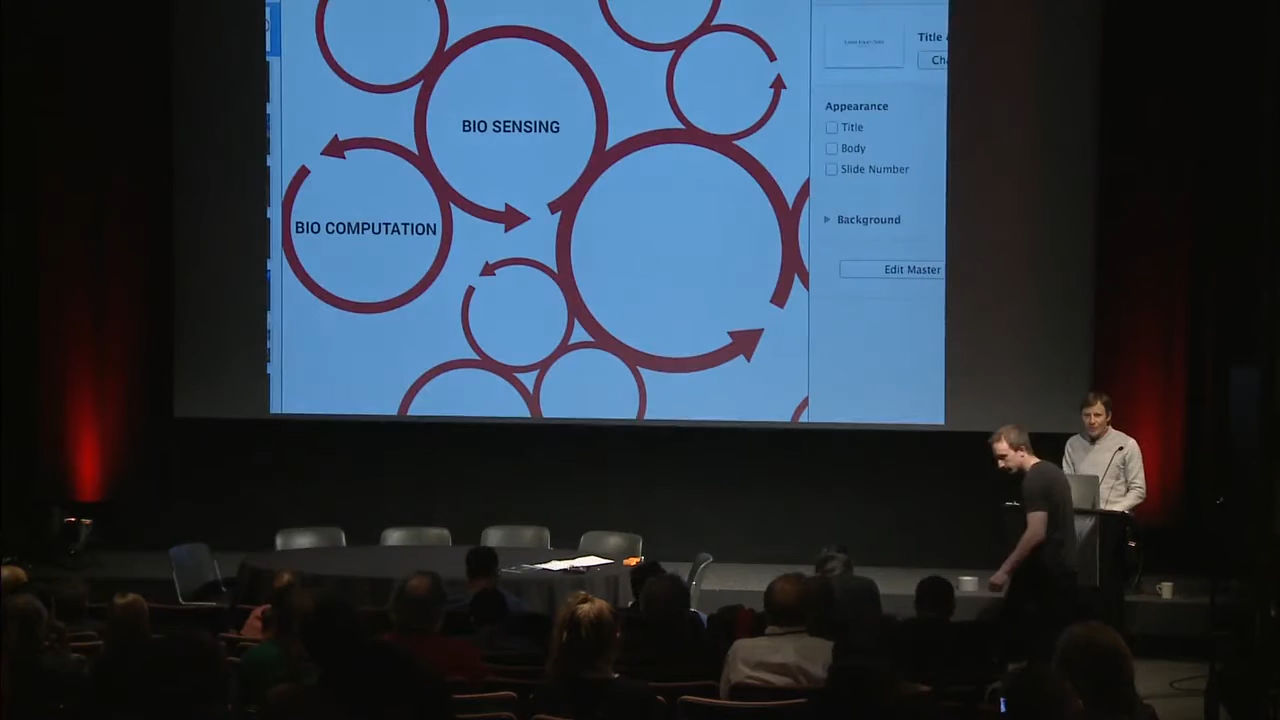 BIO SENSING
BIO COMPUTATION
Title
Appearance
Title
Body
Slide Number
Background
Edit Master